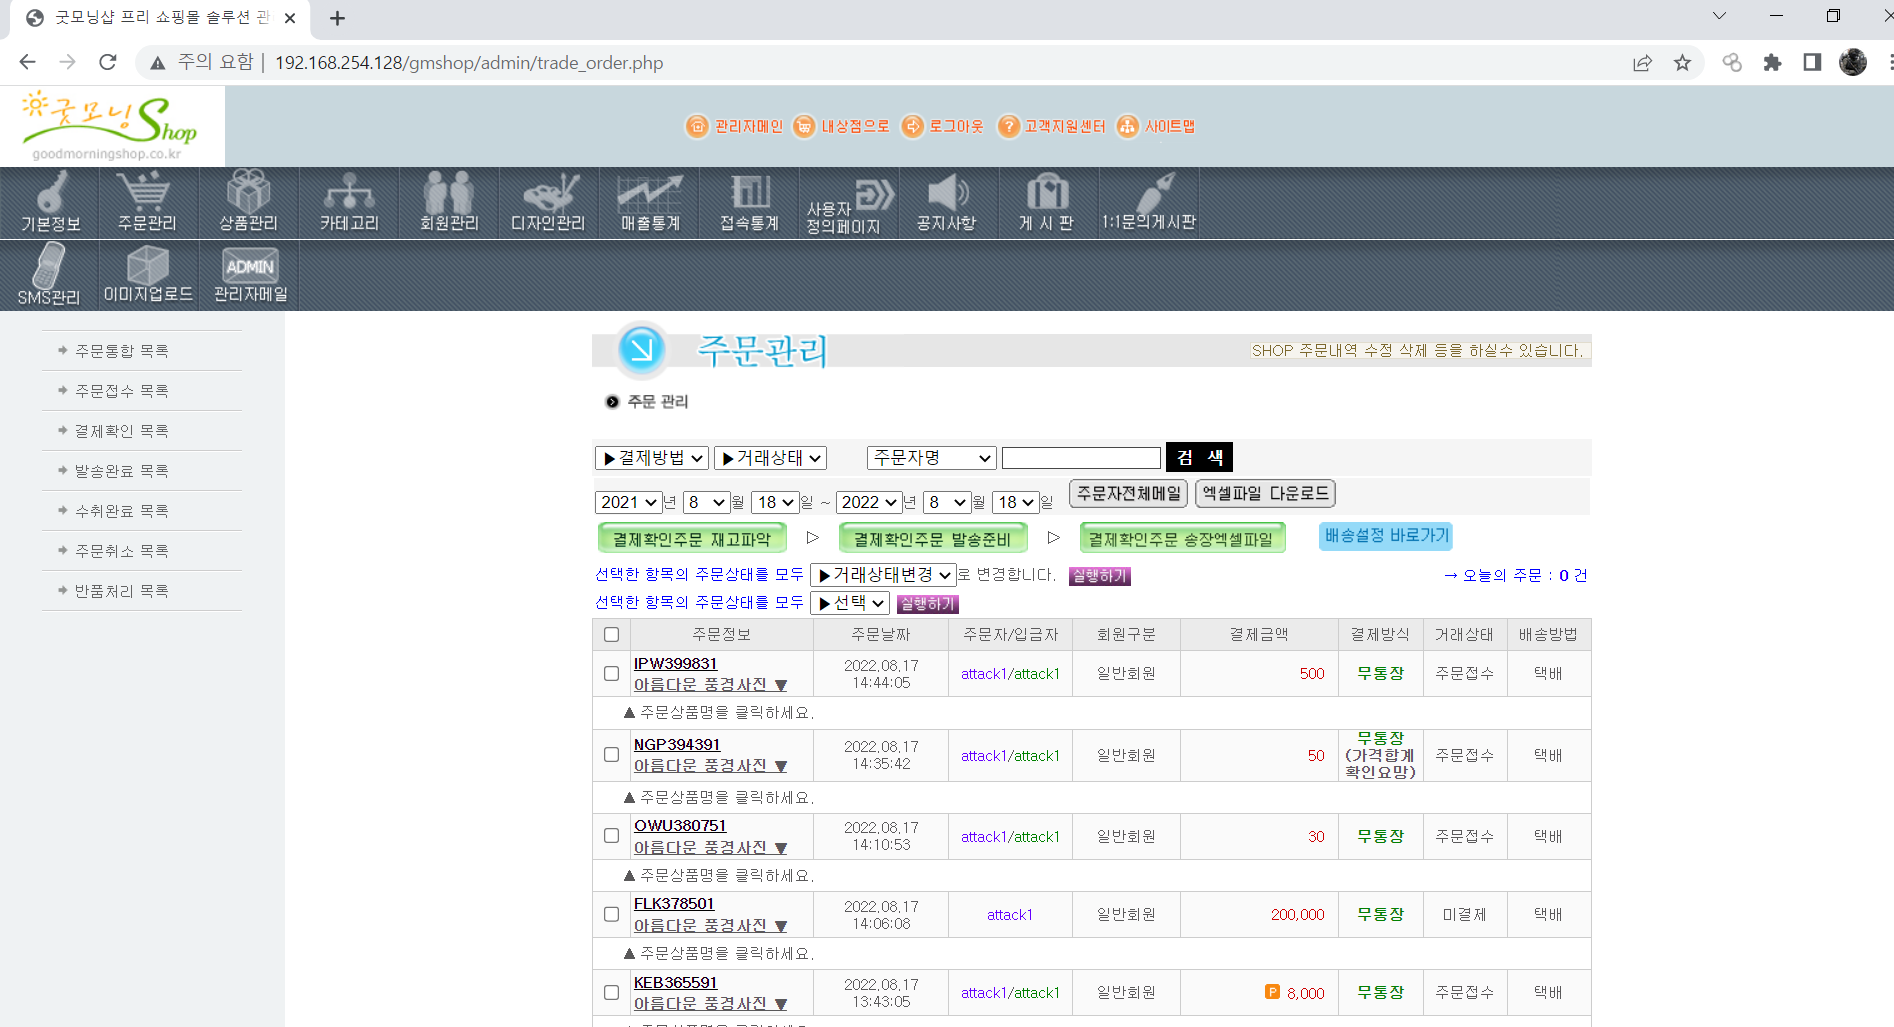 굿모닝샵 프리 쇼핑몰 솔루션 관
주의 요함 | 192.168.254.128/gmshop/admin/trade_order.php
굿모닝 Shop
goodmorningshop.co.kr
관리자메인 내상점으로 로그아웃 고객지원센터 사이트맵
기본정보 주문관리 상품관리 카테고리 회원관리 디자인관리 매출통계 접속통계 사용자 정의페이지 공지사항 게 시 판 1:1문의게시판
SMS관리 이미지업로드 ADMIN 관리자메일
주문통합 목록
주문접수 목록
결제확인 목록
발송완료 목록
수취완료 목록
주문취소 목록
반품처리 목록
주문관리
SHOP 주문내역 수정 삭제 등을 하실수 있습니다.
주문 관리
▶결제방법 ▶거래상태 주문자명 검 색
2021 년 8 월 18 일 ~ 2022 년 8 월 18 일 주문자전체메일 엑셀파일 다운로드
결제확인주문 재고파악 ▷ 결제확인주문 발송준비 ▷ 결제확인주문 송장엑셀파일 배송설정 바로가기
선택한 항목의 주문상태를 모두 ▶거래상태변경 로 변경합니다. 실행하기 → 오늘의 주문 : 0 건
선택한 항목의 주문상태를 모두 ▶선택 실행하기
주문정보 주문날짜 주문자/입금자 회원구분 결제금액 결제방식 거래상태 배송방법
IPW399831
아름다운 풍경사진 ▼ 2022.08.17 14:44:05 attack1/attack1 일반회원 500 무통장 주문접수 택배
▲ 주문상품명을 클릭하세요.
NGP394391
아름다운 풍경사진 ▼ 2022.08.17 14:35:42 attack1/attack1 일반회원 50 무통장 (가격합계 확인요망) 주문접수 택배
▲ 주문상품명을 클릭하세요.
OWU380751
아름다운 풍경사진 ▼ 2022.08.17 14:10:53 attack1/attack1 일반회원 30 무통장 주문접수 택배
▲ 주문상품명을 클릭하세요.
FLK378501
아름다운 풍경사진 ▼ 2022.08.17 14:06:08 attack1 일반회원 200,000 무통장 미결제 택배
▲ 주문상품명을 클릭하세요.
KEB365591
아름다운 풍경사진 ▼ 2022.08.17 13:43:05 attack1/attack1 일반회원 P 8,000 무통장 주문접수 택배